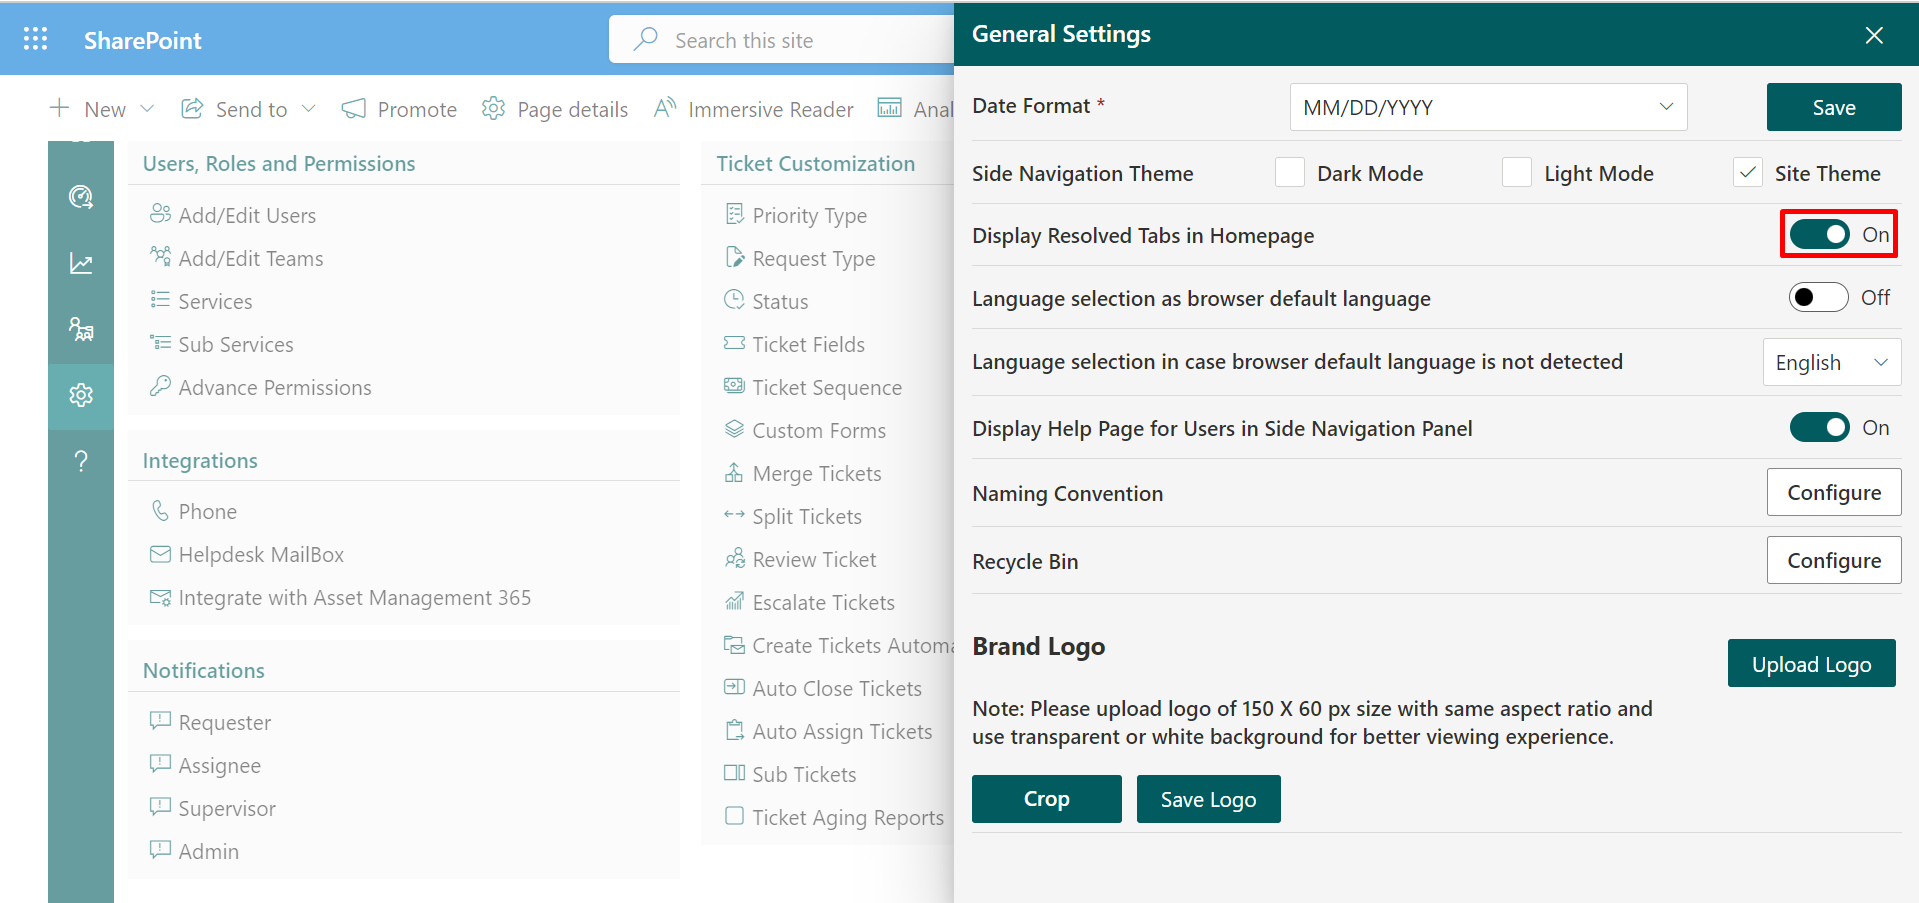 SharePoint
Search this site
New
Send to
Promote
Page details
Immersive Reader
Anal
Users, Roles and Permissions
Add/Edit Users
Add/Edit Teams
Services
Sub Services
Advance Permissions
Integrations
Phone
Helpdesk MailBox
Integrate with Asset Management 365
Notifications
Requester
Assignee
Supervisor
Admin
Ticket Customization
Priority Type
Request Type
Status
Ticket Fields
Ticket Sequence
Custom Forms
Merge Tickets
Split Tickets
Review Ticket
Escalate Tickets
Create Tickets Automa
Auto Close Tickets
Auto Assign Tickets
Sub Tickets
Ticket Aging Reports
General Settings
Date Format * MM/DD/YYYY Save
Side Navigation Theme Dark Mode Light Mode Site Theme
Display Resolved Tabs in Homepage On
Language selection as browser default language Off
Language selection in case browser default language is not detected English
Display Help Page for Users in Side Navigation Panel On
Naming Convention Configure
Recycle Bin Configure
Brand Logo
Upload Logo
Note: Please upload logo of 150 X 60 px size with same aspect ratio and
use transparent or white background for better viewing experience.
Crop Save Logo